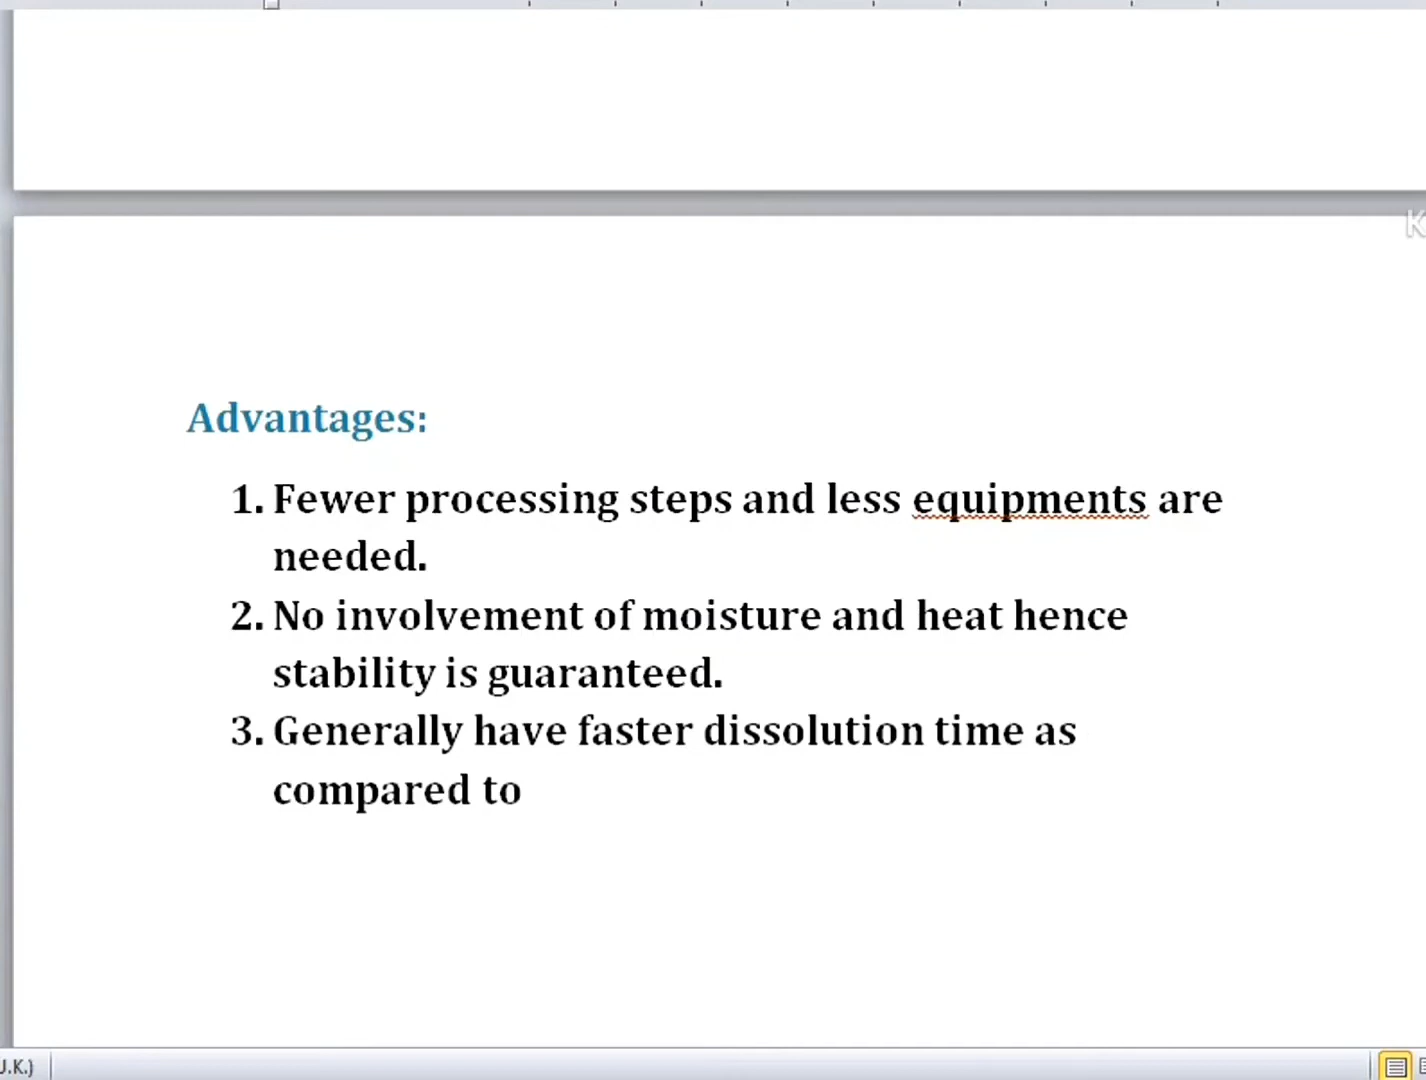 K
Advantages:
1. Fewer processing steps and less equipments are
needed.
2. No involvement of moisture and heat hence
stability is guaranteed.
3. Generally have faster dissolution time as
compared to
J.K.)